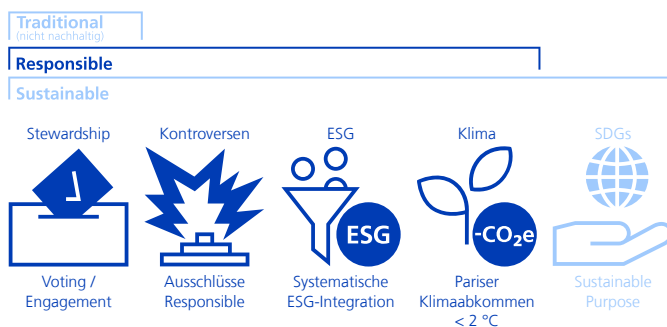 Traditional
(nicht nachhaltig)
Responsible
Sustainable
Stewardship
Kontroversen
ESG
Klima
SDGs
ESG
-CO₂e
Voting /
Engagement
Ausschlüsse
Responsible
Systematische
ESG-Integration
Pariser
Klimaabkommen
< 2 °C
Sustainable
Purpose